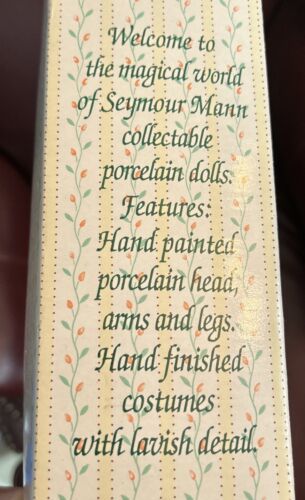 Welcome to
the magical world
of Seymour Mann
collectable
porcelain dolls.
Features:
Hand painted
porcelain head,
arms and legs.
Hand finished
costumes
with lavish detail.